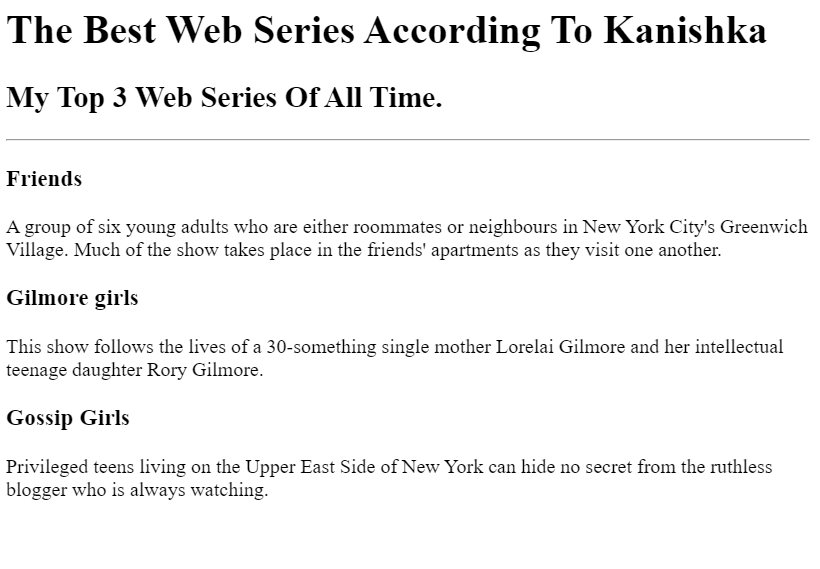 The Best Web Series According To Kanishka
My Top 3 Web Series Of All Time.
Friends
A group of six young adults who are either roommates or neighbours in New York City's Greenwich
Village. Much of the show takes place in the friends' apartments as they visit one another.
Gilmore girls
This show follows the lives of a 30-something single mother Lorelai Gilmore and her intellectual
teenage daughter Rory Gilmore.
Gossip Girls
Privileged teens living on the Upper East Side of New York can hide no secret from the ruthless
blogger who is always watching.